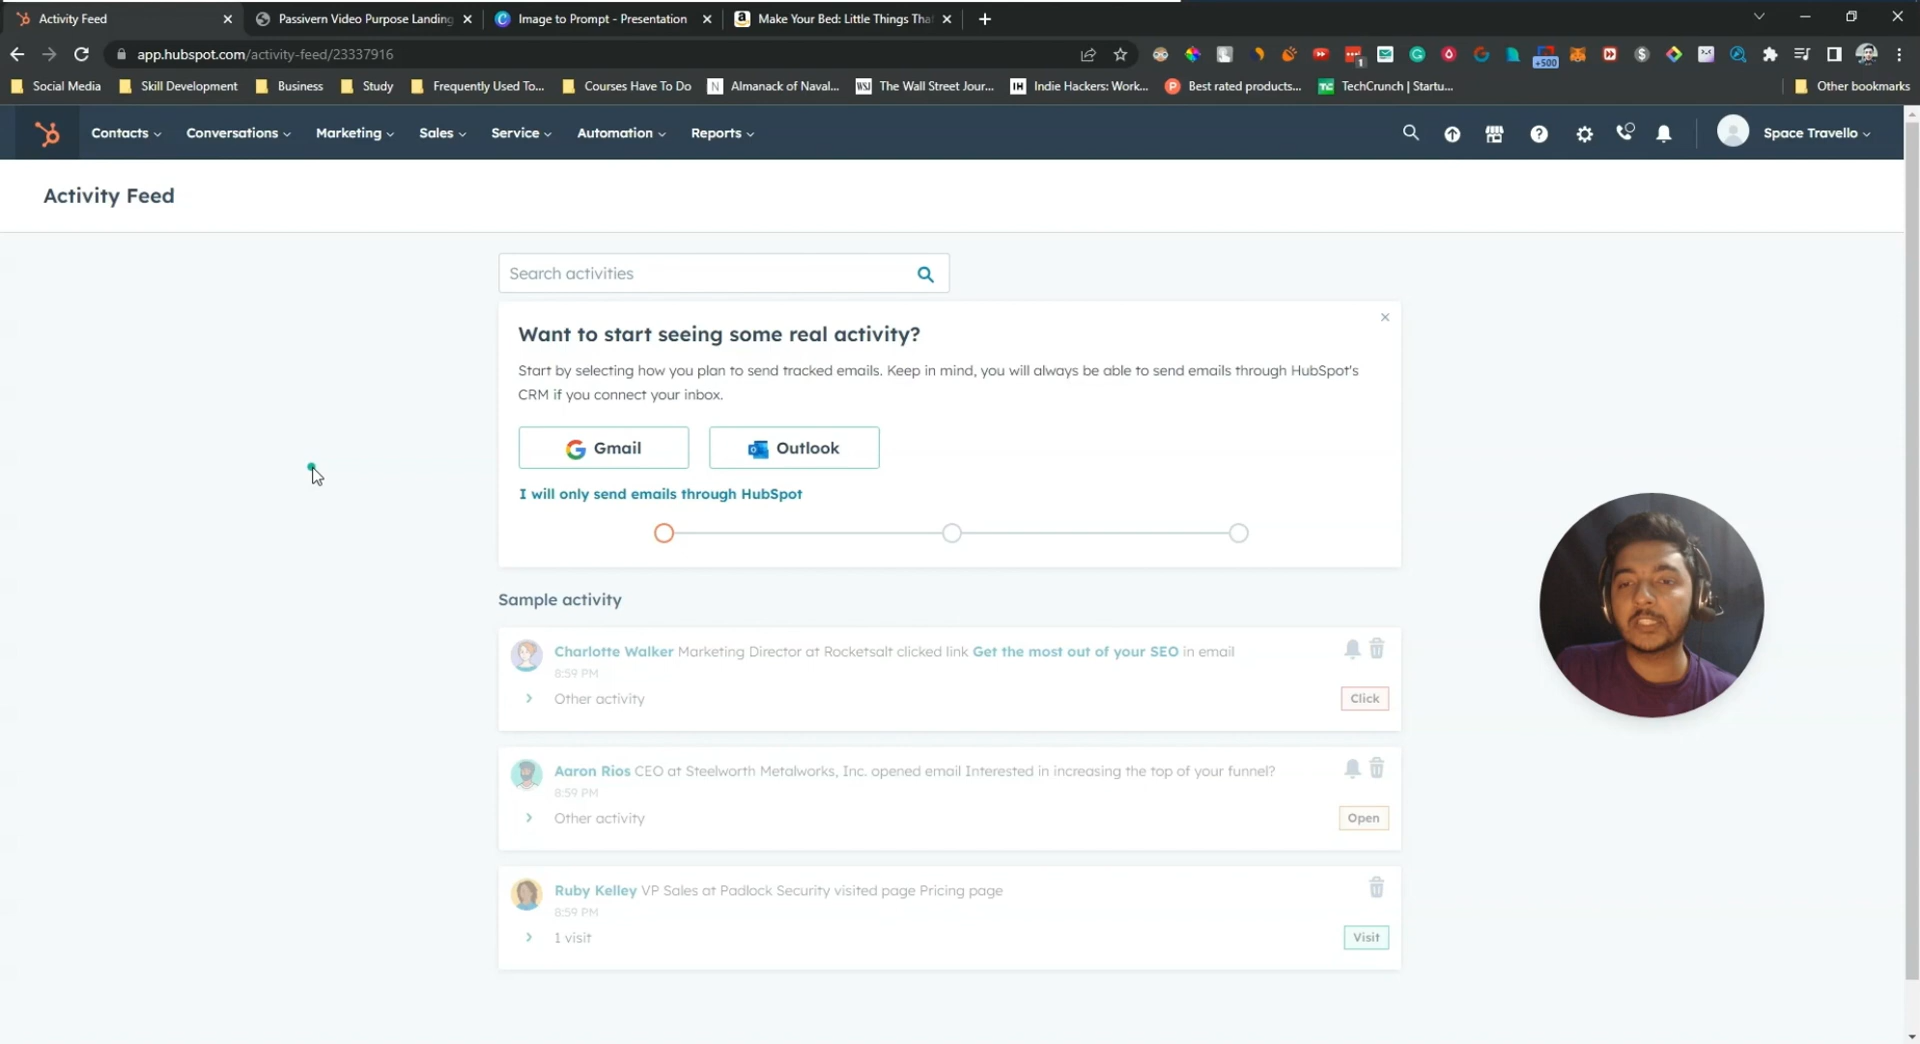 Activity Feed
Passivern Video Purpose Landing
Image to Prompt - Presentation
Make Your Bed: Little Things Tha
app.hubspot.com/activity-feed/23337916
1
+500
Social Media
Skill Development
Business
Study
Frequently Used To...
Courses Have To Do
N
Almanack of Naval...
WSJ
The Wall Street Jour...
IH
Indie Hackers: Work...
Best rated products...
TechCrunch | Startu...
Other bookmarks
Contacts
Conversations
Marketing
Sales
Service
Automation
Reports
Space Travello
Activity Feed
Search activities
Want to start seeing some real activity?
Start by selecting how you plan to send tracked emails. Keep in mind, you will always be able to send emails through HubSpot's
CRM if you connect your inbox.
Gmail
Outlook
I will only send emails through HubSpot
Sample activity
Charlotte Walker Marketing Director at Rocketsalt clicked link Get the most out of your SEO in email
8:59 PM
Other activity
Click
Aaron Rios CEO at Steelworth Metalworks, Inc. opened email Interested in increasing the top of your funnel?
8:59 PM
Other activity
Open
Ruby Kelley VP Sales at Padlock Security visited page Pricing page
8:59 PM
1 visit
Visit